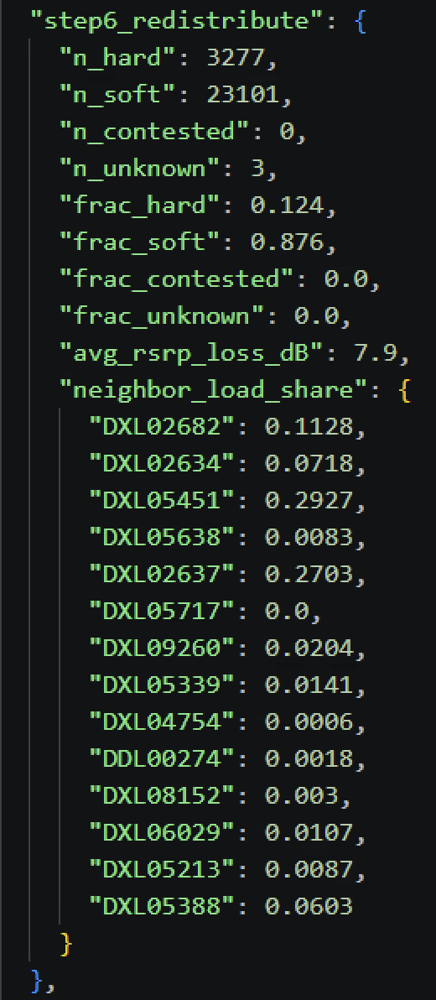 "step6_redistribute": {
"n_hard": 3277,
"n_soft": 23101,
"n_contested": 0,
"n_unknown": 3,
"frac_hard": 0.124,
"frac_soft": 0.876,
"frac_contested": 0.0,
"frac_unknown": 0.0,
"avg_rsrp_loss_dB": 7.9,
"neighbor_load_share": {
"DXL02682": 0.1128,
"DXL02634": 0.0718,
"DXL05451": 0.2927,
"DXL05638": 0.0083,
"DXL02637": 0.2703,
"DXL05717": 0.0,
"DXL09260": 0.0204,
"DXL05339": 0.0141,
"DXL04754": 0.0006,
"DDL00274": 0.0018,
"DXL08152": 0.003,
"DXL06029": 0.0107,
"DXL05213": 0.0087,
"DXL05388": 0.0603
}
},